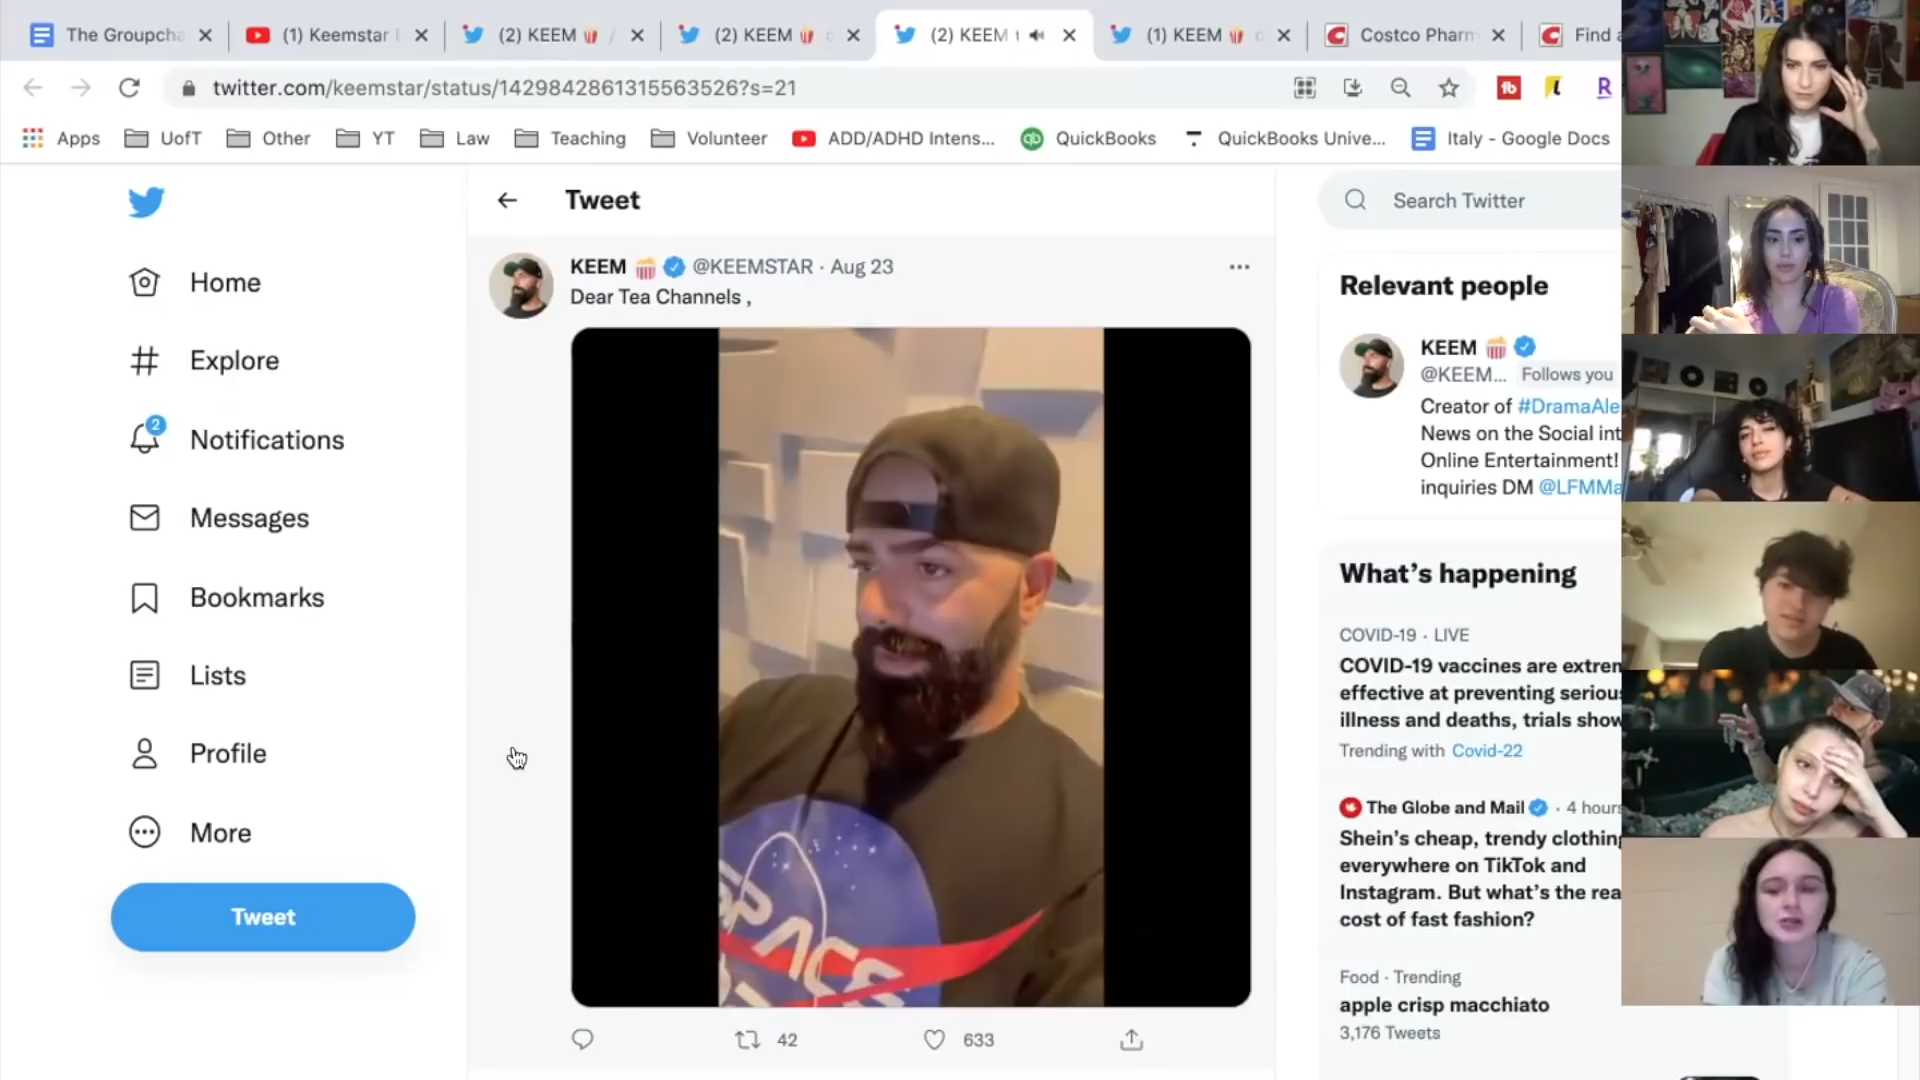 The Groupcha
(1) Keemstar
(2) KEEM
(2) KEEM
(2) KEEM
(1) KEEM
Costco Pharm
Find a
twitter.com/keemstar/status/1429842861315563526?s=21
Apps
UofT
Other
YT
Law
Teaching
Volunteer
ADD/ADHD Intens...
QuickBooks
QuickBooks Unive...
Italy - Google Docs
Home
Explore
2
Notifications
Messages
Bookmarks
Lists
Profile
More
Tweet
Tweet
KEEM 🍿 @KEEMSTAR · Aug 23
Dear Tea Channels ,
SPACE
42
633
Search Twitter
Relevant people
KEEM 🍿
@KEEM... Follows you
Creator of #DramaAle
News on the Social int
Online Entertainment!
inquiries DM @LFMMa
What's happening
COVID-19 · LIVE
COVID-19 vaccines are extrem
effective at preventing serious
illness and deaths, trials show
Trending with Covid-22
The Globe and Mail · 4 hours
Shein's cheap, trendy clothing
everywhere on TikTok and
Instagram. But what's the rea
cost of fast fashion?
Food · Trending
apple crisp macchiato
3,176 Tweets